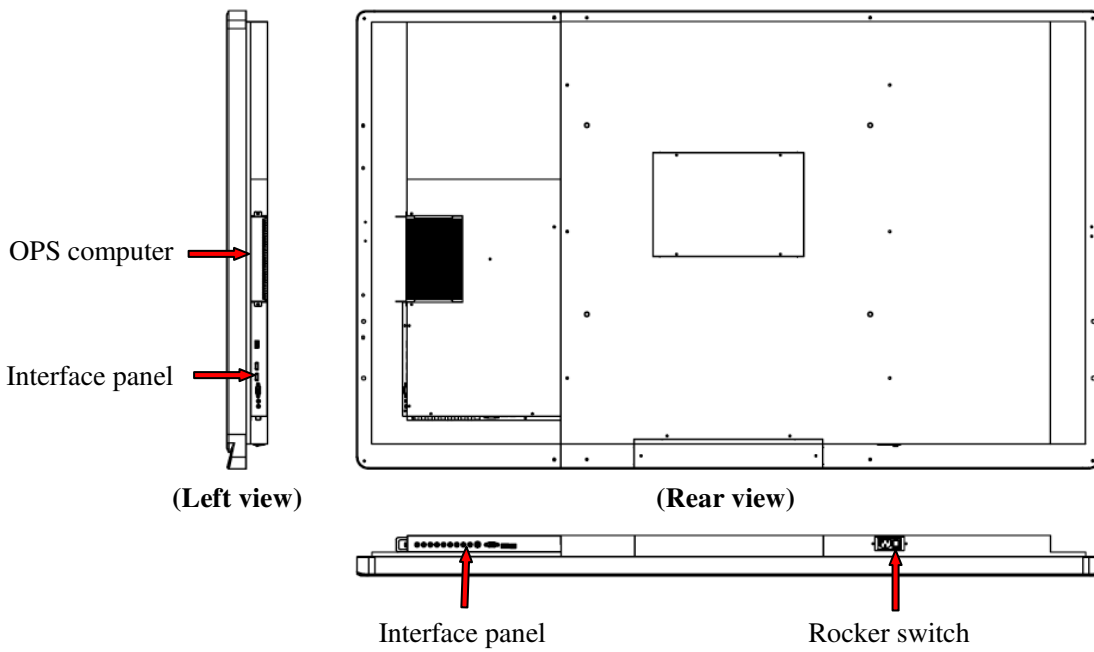 OPS computer
Interface panel
(Left view)
(Rear view)
Interface panel
Rocker switch